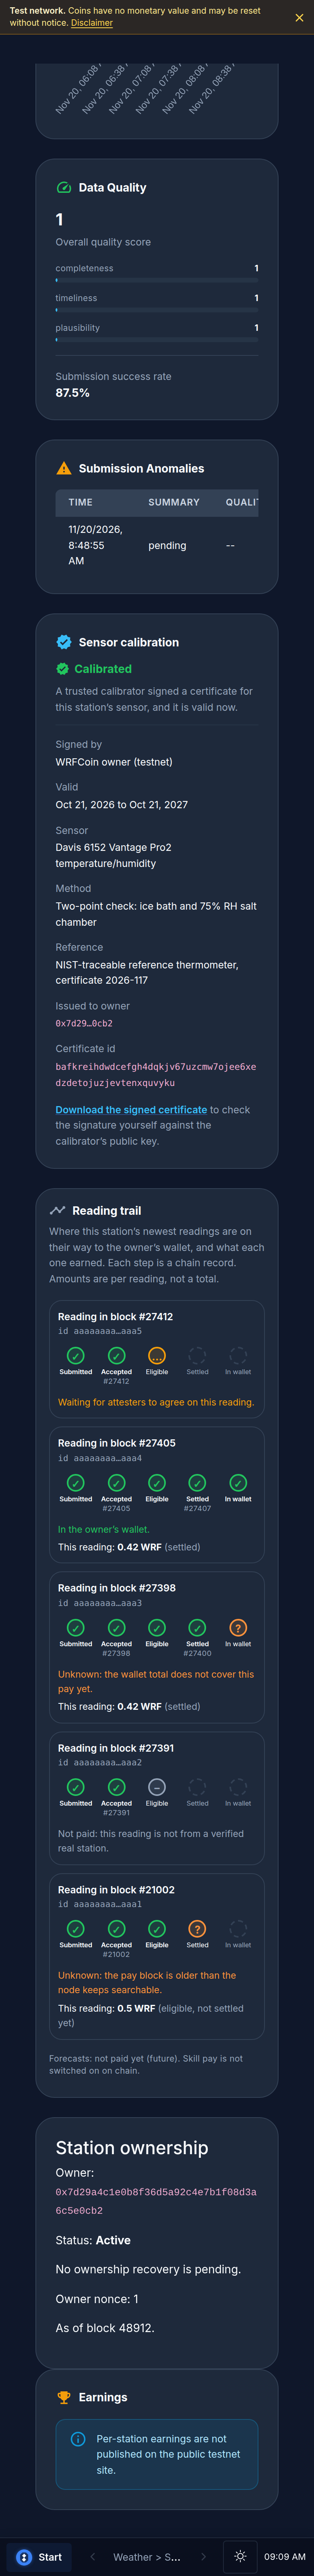 Test network. Coins have no monetary value and may be reset
without notice. Disclaimer
Nov 20, 06:08
Nov 20, 06:38
Nov 20, 07:08
Nov 20, 07:38
Nov 20, 08:08
Nov 20, 08:38
Data Quality
1
Overall quality score
completeness 1
timeliness 1
plausibility 1
Submission success rate
87.5%
Submission Anomalies
TIME SUMMARY
11/20/2026,
8:48:55 pending --
AM
Sensor calibration
Calibrated
A trusted calibrator signed a certificate for
this station's sensor, and it is valid now.
Signed by
WRFCoin owner (testnet)
Valid
Oct 21, 2026 to Oct 21, 2027
Sensor
Davis 6152 Vantage Pro2
temperature/humidity
Method
Two-point check: ice bath and 75% RH salt
chamber
Reference
NIST-traceable reference thermometer,
certificate 2026-117
Issued to owner
0x7d29…0cb2
Certificate id
bafkreihdwdcefgh4dqkjv67uzcmw7ojee6xe
dzdetojuzjevtenxquvyku
Download the signed certificate to check
the signature yourself against the
calibrator's public key.
Reading trail
Where this station's newest readings are on
their way to the owner's wallet, and what each
one earned. Each step is a chain record.
Amounts are per reading, not a total.
Reading in block #27412
id aaaaaaaa…aaa5
Submitted Accepted Eligible Settled In wallet
#27412
Waiting for attesters to agree on this reading.
Reading in block #27405
id aaaaaaaa…aaa4
Submitted Accepted Eligible Settled In wallet
#27405 #27407
In the owner's wallet.
This reading: 0.42 WRF (settled)
Reading in block #27398
id aaaaaaaa…aaa3
Submitted Accepted Eligible Settled In wallet
#27398 #27400
Unknown: the wallet total does not cover this
pay yet.
This reading: 0.42 WRF (settled)
Reading in block #27391
id aaaaaaaa…aaa2
Submitted Accepted Eligible Settled In wallet
#27391
Not paid: this reading is not from a verified
real station.
Reading in block #21002
id aaaaaaaa…aaa1
Submitted Accepted Eligible Settled In wallet
#21002
Unknown: the pay block is older than the
node keeps searchable.
This reading: 0.5 WRF (eligible, not settled
yet)
Forecasts: not paid yet (future). Skill pay is not
switched on on chain.
Station ownership
Owner:
0x7d29a4c1e0b8f36d5a92c4e7b1f08d3a
6c5e0cb2
Status: Active
No ownership recovery is pending.
Owner nonce: 1
As of block 48912.
Earnings
Per-station earnings are not
published on the public testnet
site.
Start Weather > S... 09:09 AM